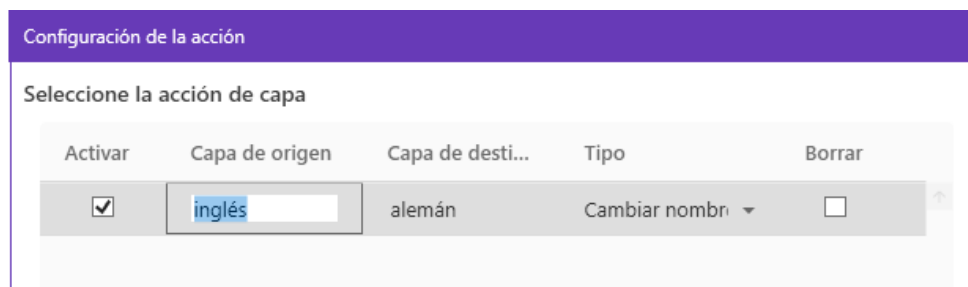 Configuración de la acción
Seleccione la acción de capa
Activar Capa de origen Capa de desti... Tipo Borrar
inglés alemán Cambiar nombr